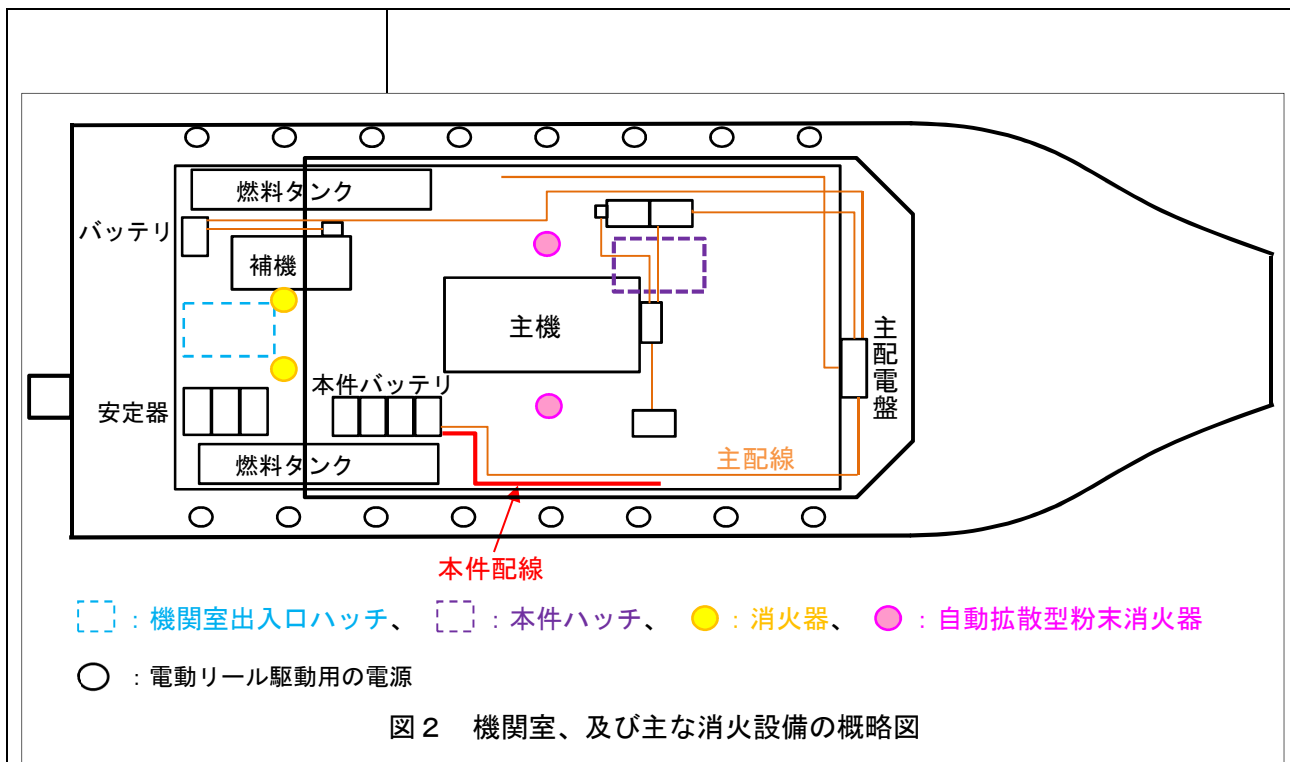 燃料タンク
バッテリ
補機
主機
主配電盤
本件バッテリ
安定器
燃料タンク
主配線
本件配線
：機関室出入口ハッチ、 ：本件ハッチ、 ：消火器、 ：自動拡散型粉末消火器
：電動リール駆動用の電源
図２ 機関室、及び主な消火設備の概略図